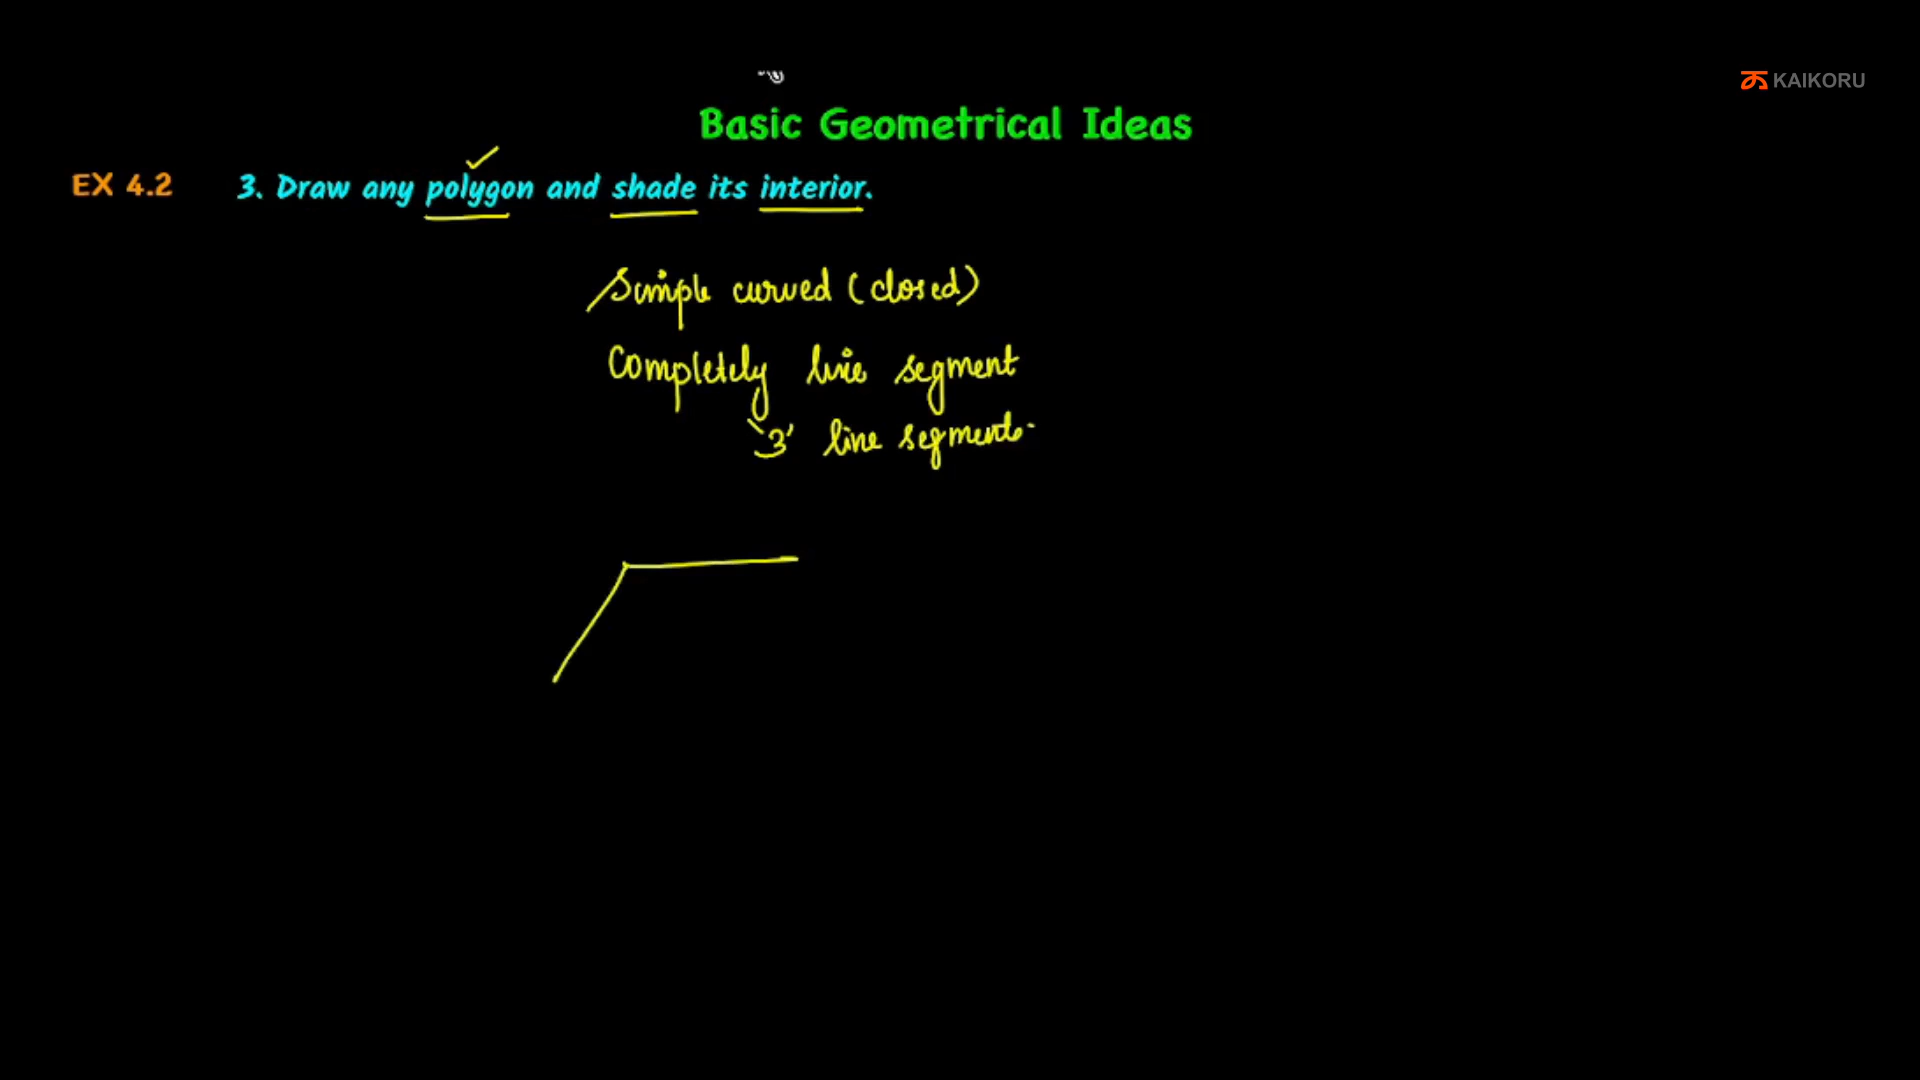 KAIKORU
Basic Geometrical Ideas
EX 4.2 3. Draw any polygon and shade its interior.
Simple curved (closed)
Completely line segment
'3' line segments.